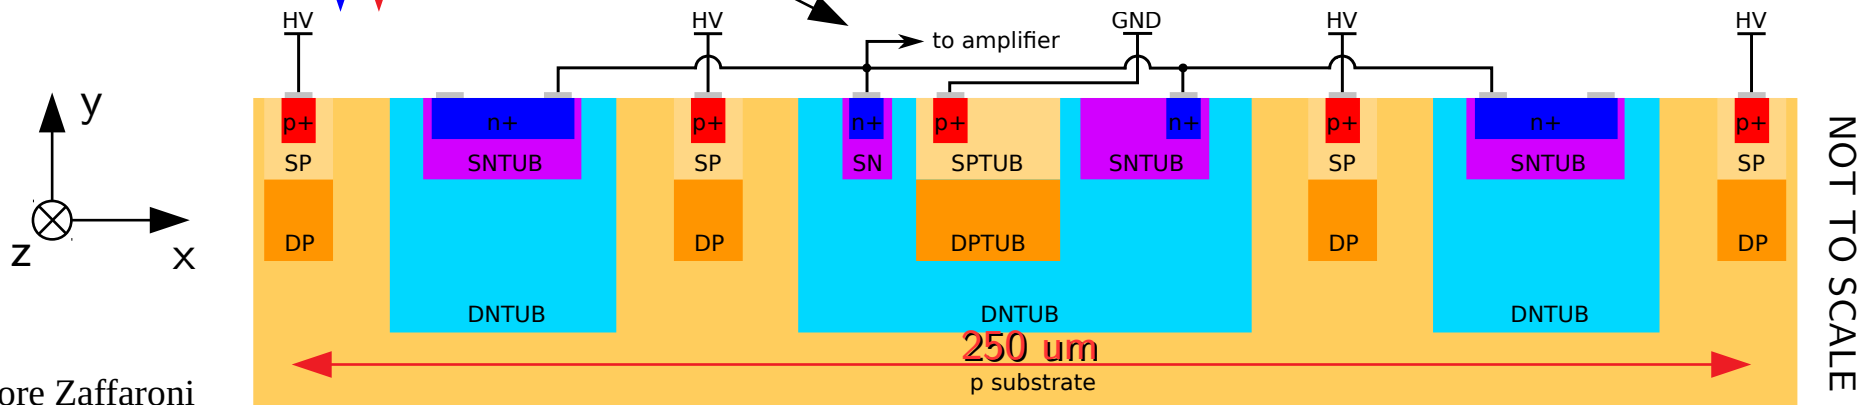 HV HV GND HV HV
to amplifier
y
p+ n+ p+ n+ p+ n+ p+ n+ p+
SP SNTUB SP SN SPTUB SNTUB SP SNTUB SP
z x
DP DP DPTUB DP DP
DNTUB DNTUB DNTUB
250 um
p substrate
NOT TO SCALE
ore Zaffaroni